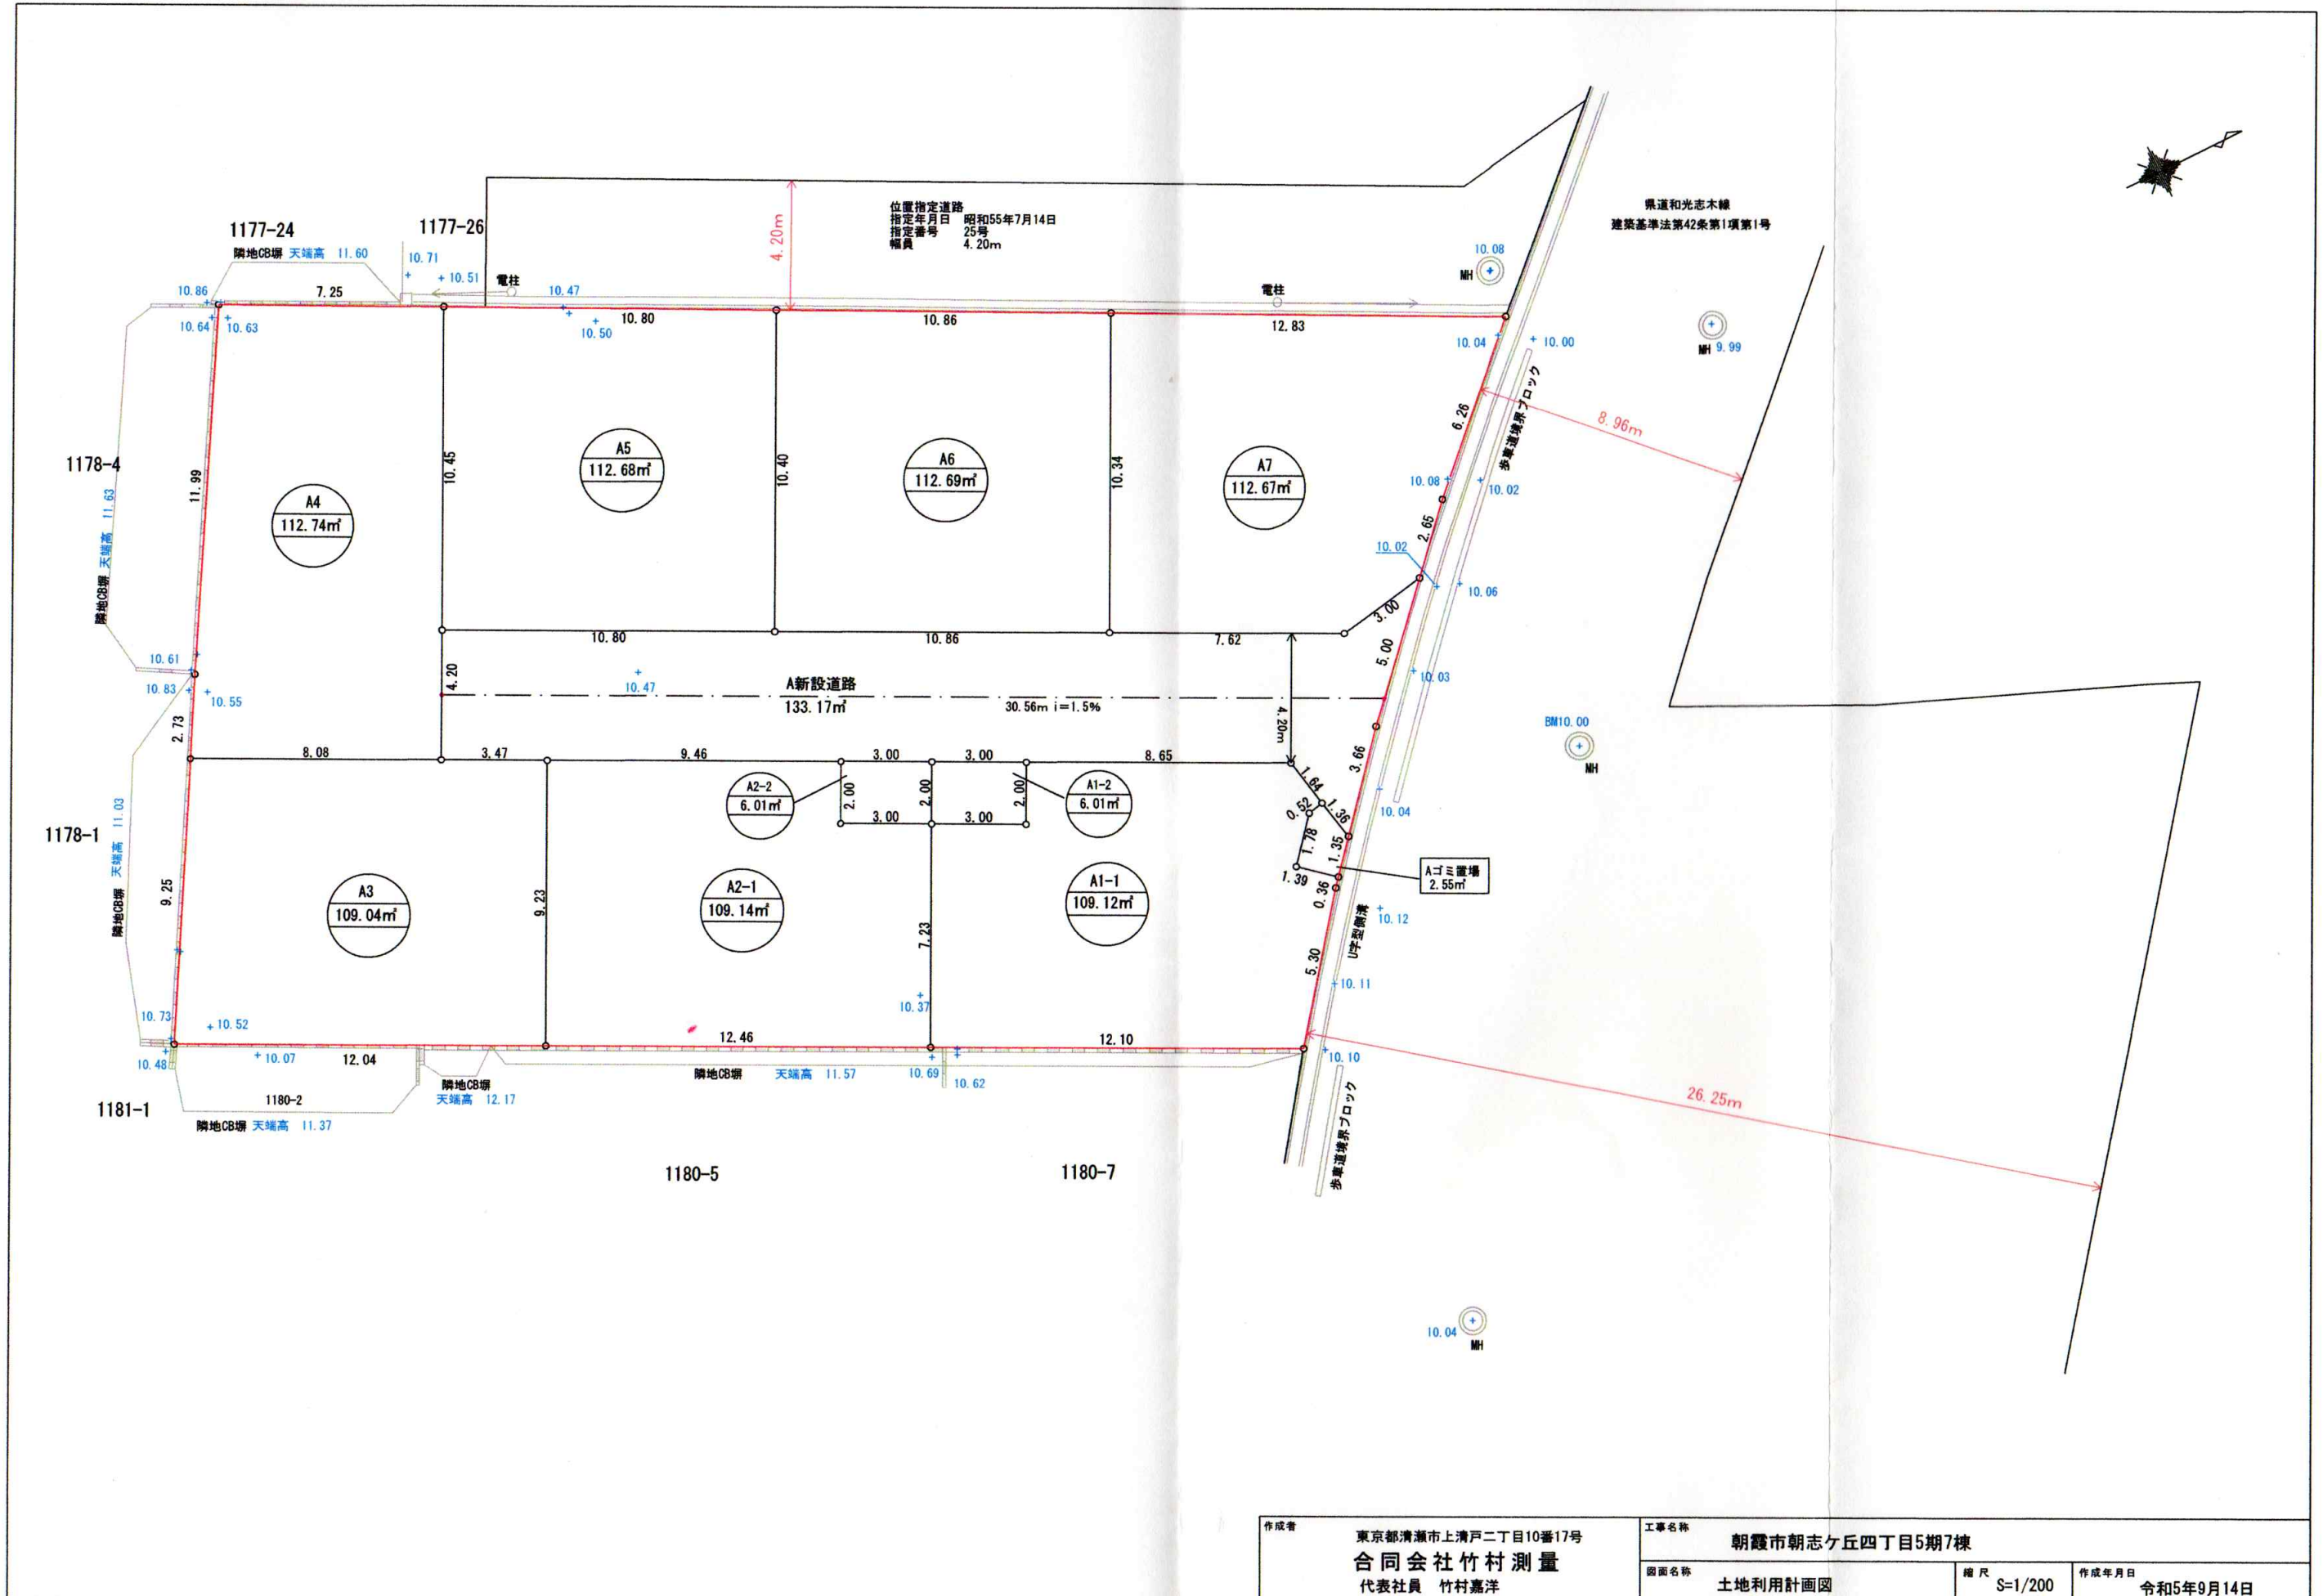 1177-24
1177-26
隣地CB塀 天端高 11.60
10.71
10.51
電柱
10.86
7.25
10.64
10.63
10.47
10.50
10.80
4.20m
位置指定道路
指定年月日 昭和55年7月14日
指定番号 25号
幅員 4.20m
10.86
電柱
12.83
県道和光志木線
建築基準法第42条第1項第1号
10.08
MH
10.04
10.00
MH 9.99
8.96m
6.26
歩車道境界ブロック
1178-4
隣地CB塀 天端高 11.63
11.99
A4
112.74㎡
10.45
A5
112.68㎡
10.40
A6
112.69㎡
10.34
A7
112.67㎡
10.08
10.02
2.65
10.02
10.06
3.00
10.80
10.86
7.62
5.00
10.03
10.61
10.83
10.55
2.73
4.20
10.47
A新設道路
133.17㎡
30.56m i=1.5%
4.20m
3.66
BM10.00
MH
8.08
3.47
9.46
3.00
3.00
8.65
A2-2
6.01㎡
2.00
2.00
2.00
A1-2
6.01㎡
3.00
3.00
1.64
1.36
0.52
1.78
1.35
1.39
0.36
10.04
Aゴミ置場
2.55㎡
1178-1
隣地CB塀 天端高 11.03
9.25
A3
109.04㎡
9.23
A2-1
109.14㎡
7.23
A1-1
109.12㎡
10.12
U字型側溝
5.30
10.11
10.37
10.73
10.52
10.48
10.07
12.04
12.46
12.10
10.10
隣地CB塀
天端高 12.17
隣地CB塀 天端高 11.57
10.69
10.62
歩車道境界ブロック
26.25m
1181-1
1180-2
隣地CB塀 天端高 11.37
1180-5
1180-7
10.04
MH
作成者
東京都清瀬市上清戸二丁目10番17号
合同会社竹村測量
代表社員 竹村嘉洋
工事名称
朝霞市朝志ケ丘四丁目5期7棟
図面名称
土地利用計画図
縮尺
S=1/200
作成年月日
令和5年9月14日